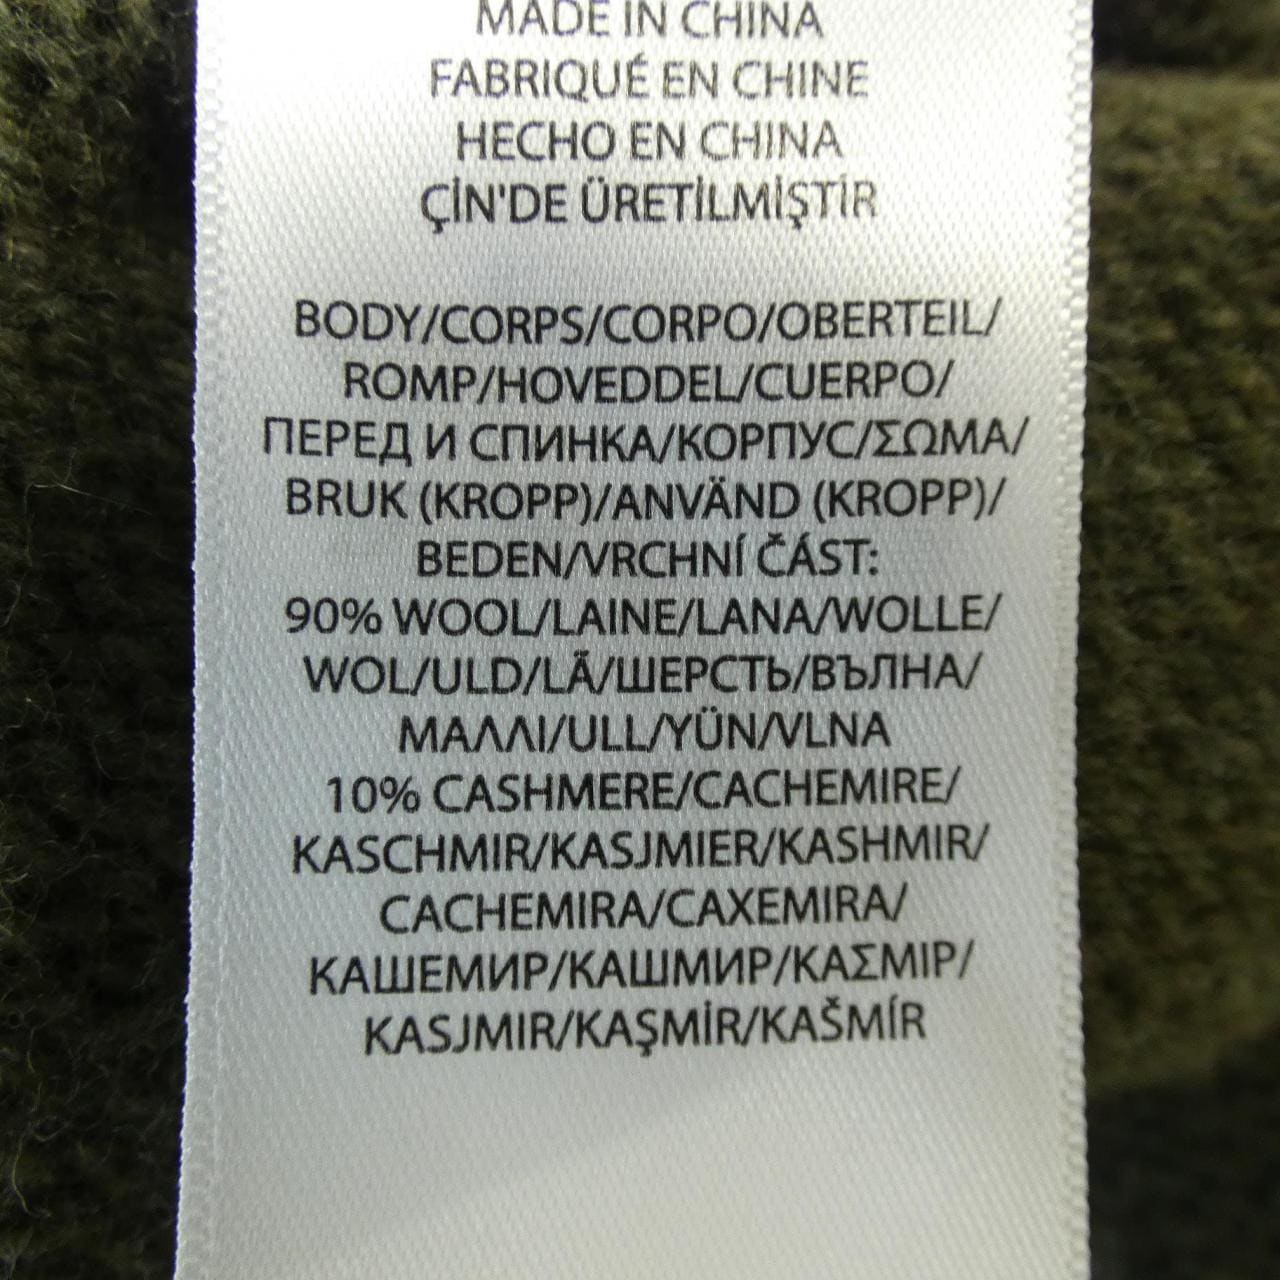 MADE IN CHINA
FABRIQUÉ EN CHINE
HECHO EN CHINA
ÇİN'DE ÜRETİLMİŞTİR
BODY/CORPS/CORPO/OBERTEIL/
ROMP/HOVEDDEL/CUERPO/
ПЕРЕД И СПИНКА/КОРПУС/ΣΩΜΑ/
BRUK (KROPP)/ANVÄND (KROPP)/
BEDEN/VRCHNÍ ČÁST:
90% WOOL/LAINE/LANA/WOLLE/
WOL/ULD/LÃ/ШЕРСТЬ/ВЪЛНА/
ΜΑΛΛΙ/ULL/YÜN/VLNA
10% CASHMERE/CACHEMIRE/
KASCHMIR/KASJMIER/KASHMIR/
CACHEMIRA/CAXEMIRA/
КАШЕМИР/КАШМИР/ΚΑΣΜΙΡ/
KASJMIR/KAŞMİR/KAŠMÍR